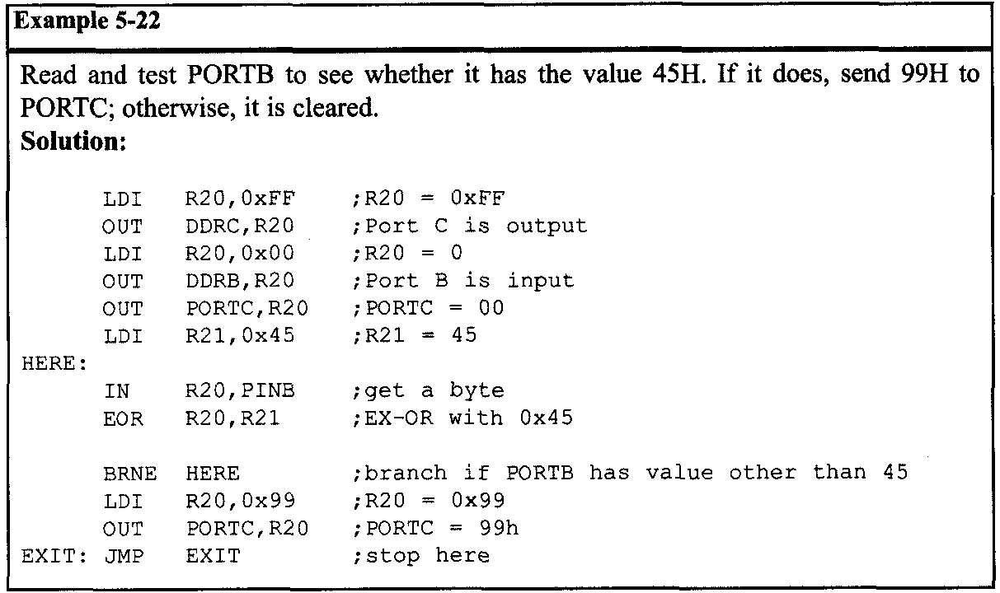 Example 5-22
Read and test PORTB to see whether it has the value 45H. If it does, send 99H to
PORTC; otherwise, it is cleared.
Solution:
LDI R20,0xFF ;R20 = 0xFF
OUT DDRC,R20 ;Port C is output
LDI R20,0x00 ;R20 = 0
OUT DDRB,R20 ;Port B is input
OUT PORTC,R20 ;PORTC = 00
LDI R21,0x45 ;R21 = 45
HERE:
IN R20,PINB ;get a byte
EOR R20,R21 ;EX-OR with 0x45
BRNE HERE ;branch if PORTB has value other than 45
LDI R20,0x99 ;R20 = 0x99
OUT PORTC,R20 ;PORTC = 99h
EXIT: JMP EXIT ;stop here